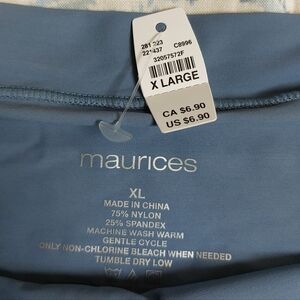 281 223 C8996
221437
32057572F
X LARGE
CA $6.90
US $6.90
maurices
XL
MADE IN CHINA
75% NYLON
25% SPANDEX
MACHINE WASH WARM
GENTLE CYCLE
ONLY NON-CHLORINE BLEACH WHEN NEEDED
TUMBLE DRY LOW